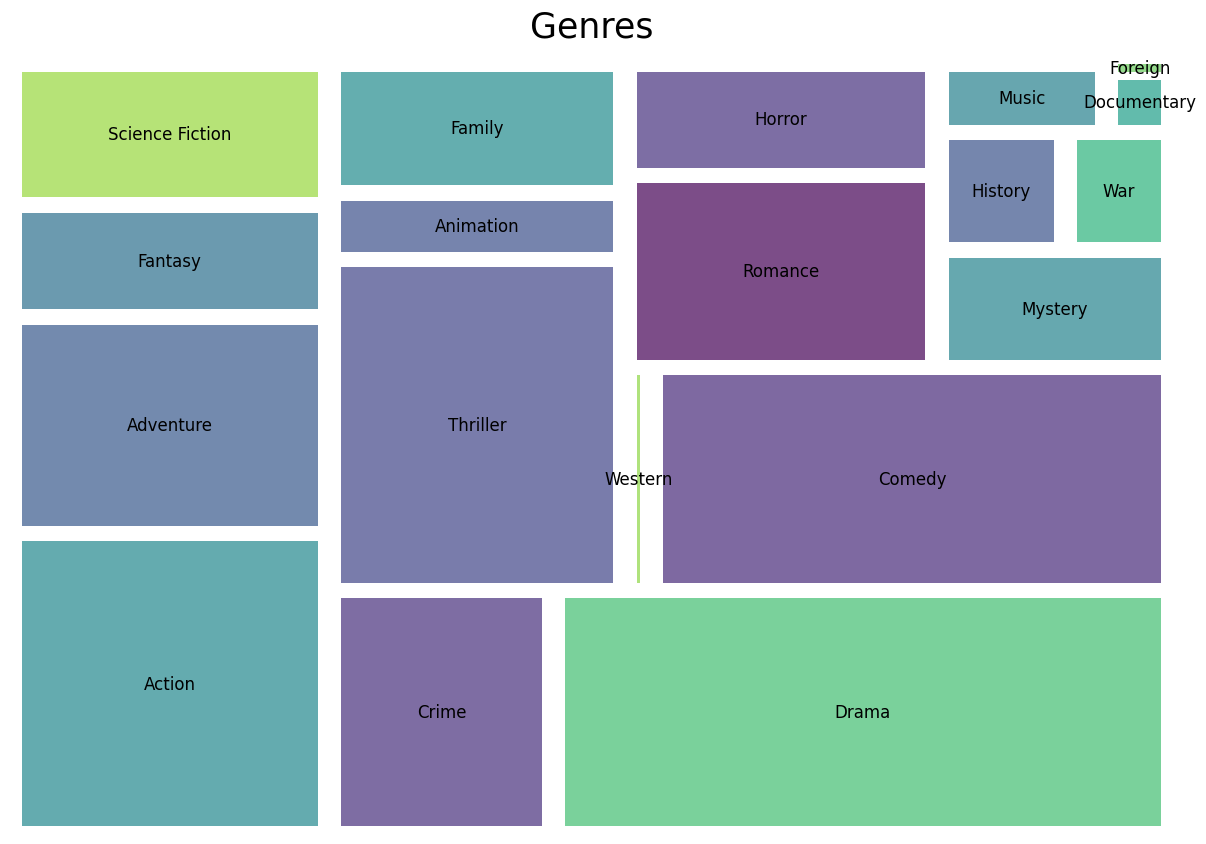 Genres
Science Fiction
Fantasy
Adventure
Action
Family
Animation
Thriller
Crime
Horror
Romance
Western
Comedy
Drama
Music
Foreign
Documentary
History
War
Mystery